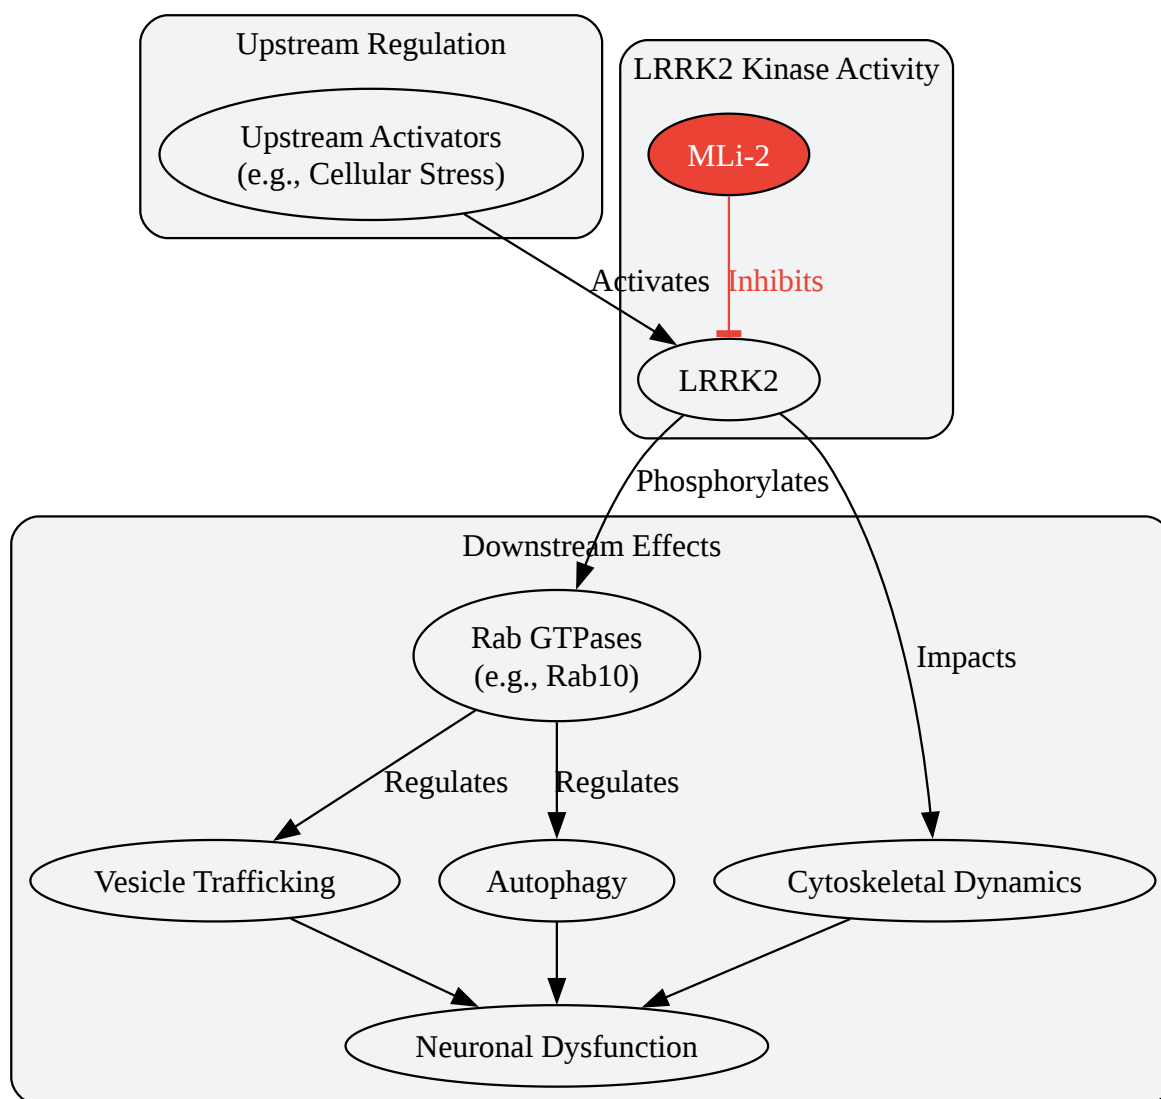 Upstream Regulation
LRRK2 Kinase Activity
Upstream Activators
(e.g., Cellular Stress)
MLi-2
Activates
Inhibits
LRRK2
Phosphorylates
Downstream Effects
Rab GTPases
(e.g., Rab10)
Impacts
Regulates
Regulates
Vesicle Trafficking
Autophagy
Cytoskeletal Dynamics
Neuronal Dysfunction